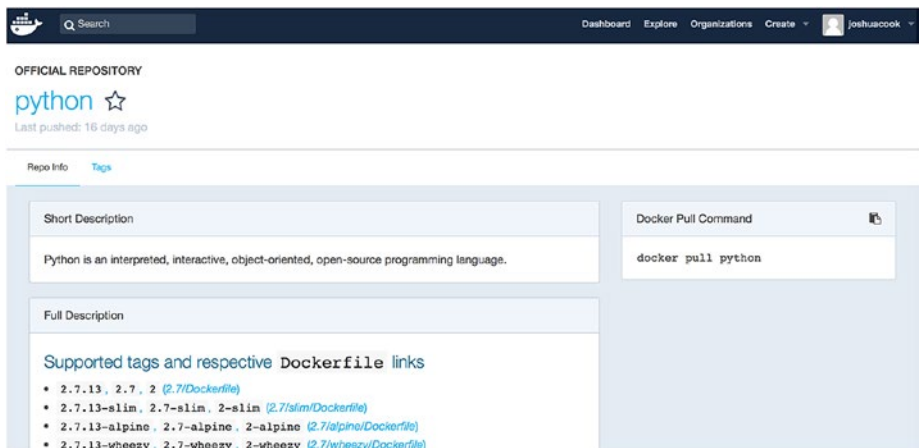 Search
Dashboard Explore Organizations Create joshuacook
OFFICIAL REPOSITORY
python
Last pushed: 16 days ago
Repo Info Tags
Short Description
Python is an interpreted, interactive, object-oriented, open-source programming language.
Docker Pull Command
docker pull python
Full Description
Supported tags and respective Dockerfile links
• 2.7.13, 2.7, 2 (2.7/Dockerfile)
• 2.7.13-slim, 2.7-slim, 2-slim (2.7/slim/Dockerfile)
• 2.7.13-alpine, 2.7-alpine, 2-alpine (2.7/alpine/Dockerfile)
• 2.7.13-wheezy, 2.7-wheezy, 2-wheezy (2.7/wheezy/Dockerfile)